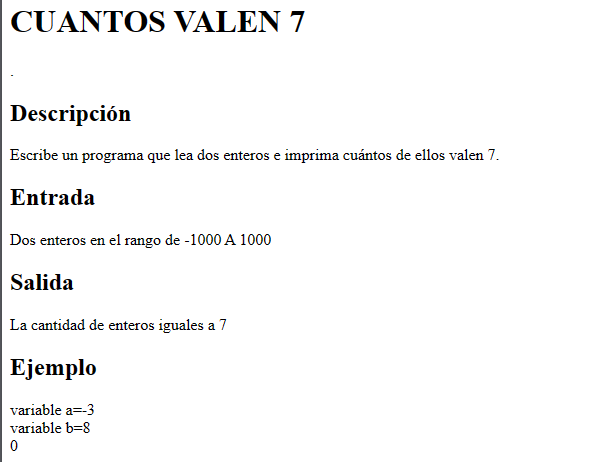 CUANTOS VALEN 7
.
Descripción
Escribe un programa que lea dos enteros e imprima cuántos de ellos valen 7.
Entrada
Dos enteros en el rango de -1000 A 1000
Salida
La cantidad de enteros iguales a 7
Ejemplo
variable a=-3
variable b=8
0